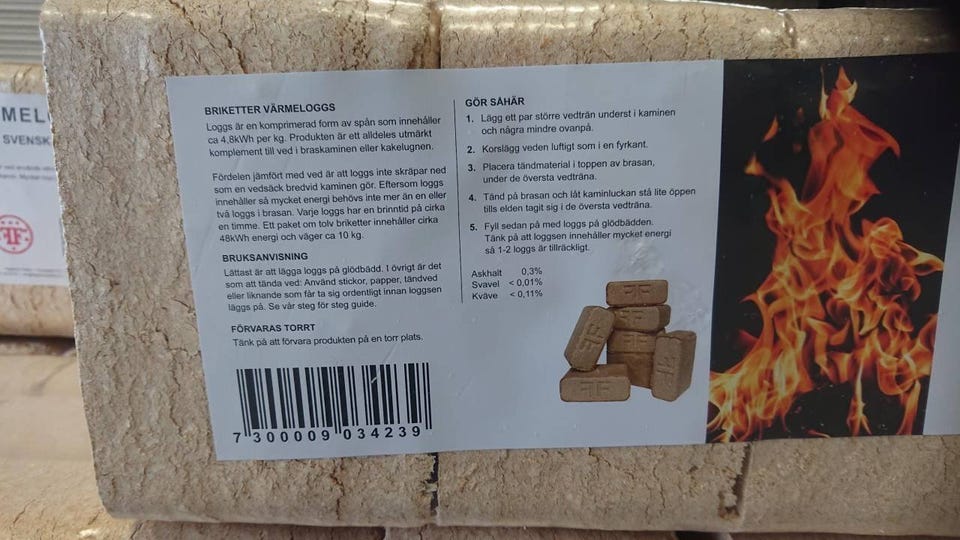 MEL
SVENSK
FF
BRIKETTER VÄRMELOGGS
Loggs är en komprimerad form av spån som innehåller
ca 4,8kWh per kg. Produkten är ett alldeles utmärkt
komplement till ved i braskaminen eller kakelugnen.
Fördelen jämfört med ved är att loggs inte skräpar ned
som en vedsäck bredvid kaminen gör. Eftersom loggs
innehåller så mycket energi behövs inte mer än en eller
två loggs i brasan. Varje loggs har en brinntid på cirka
en timme. Ett paket om tolv briketter innehåller cirka
48kWh energi och väger ca 10 kg.
BRUKSANVISNING
Lättast är att lägga loggs på glödbädd. I övrigt är det
som att tända ved: Använd stickor, papper, tändved
eller liknande som får ta sig ordentligt innan loggsen
läggs på. Se vår steg för steg guide.
FÖRVARAS TORRT
Tänk på att förvara produkten på en torr plats.
7 300009 034239
GÖR SÅHÄR
1. Lägg ett par större vedträn underst i kaminen
och några mindre ovanpå.
2. Korslägg veden luftigt som i en fyrkant.
3. Placera tändmaterial i toppen av brasan,
under de översta vedträna.
4. Tänd på brasan och låt kaminluckan stå lite öppen
tills elden tagit sig i de översta vedträna.
5. Fyll sedan på med loggs på glödbädden.
Tänk på att loggsen innehåller mycket energi
så 1-2 loggs är tillräckligt.
Askhalt 0,3%
Svavel < 0,01%
Kväve < 0,11%